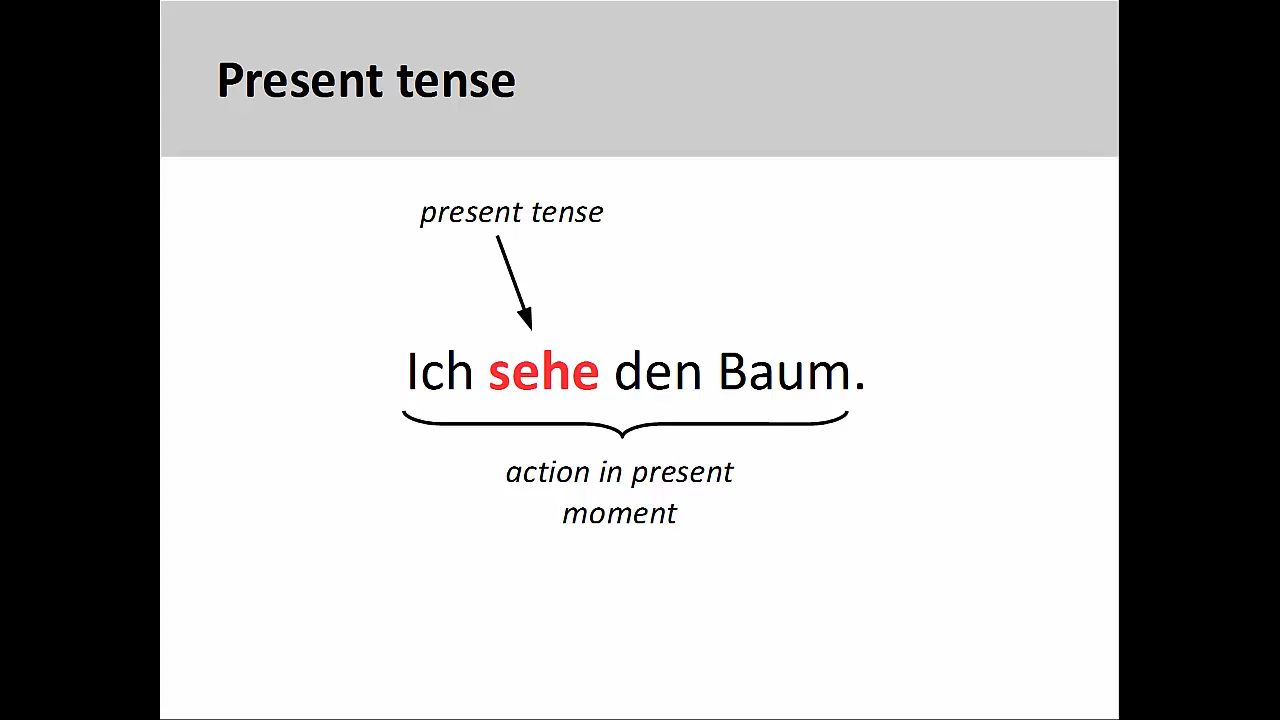 Present tense
present tense
Ich sehe den Baum.
action in present
moment